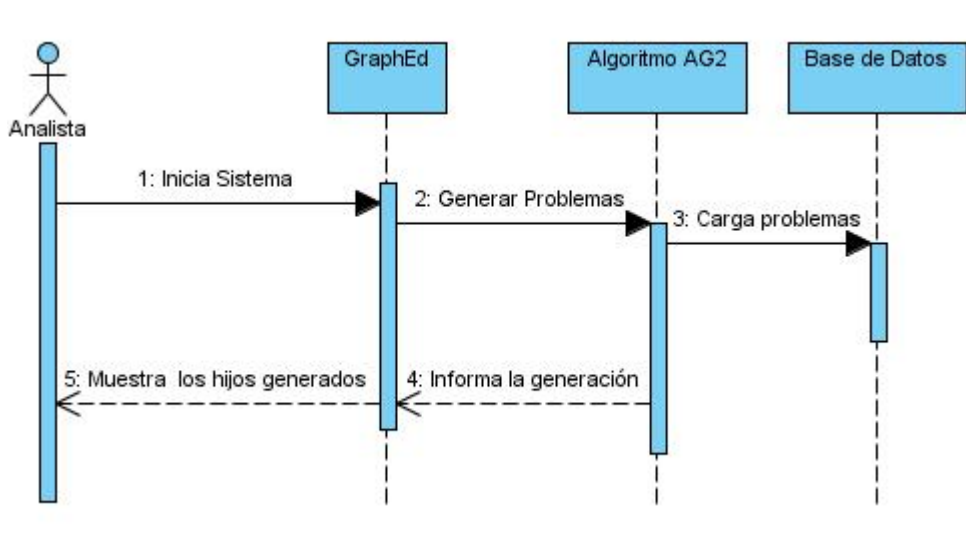 GraphEd
Algoritmo AG2
Base de Datos
Analista
1: Inicia Sistema
2: Generar Problemas
3: Carga problemas
4: Informa la generación
5: Muestra los hijos generados